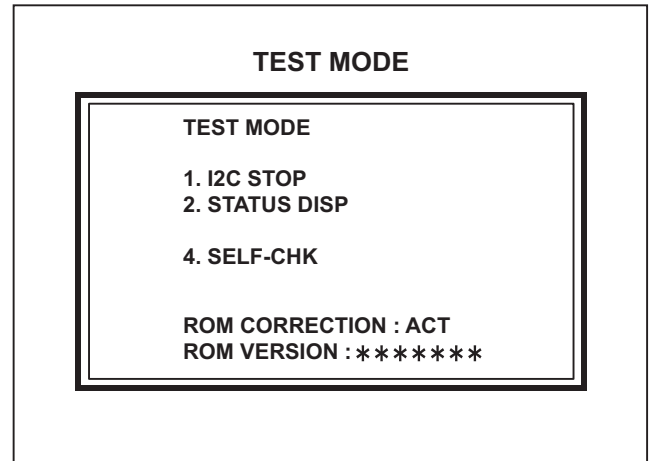 TEST MODE
TEST MODE
1. I2C STOP
2. STATUS DISP
4. SELF-CHK
ROM CORRECTION : ACT
ROM VERSION : *******